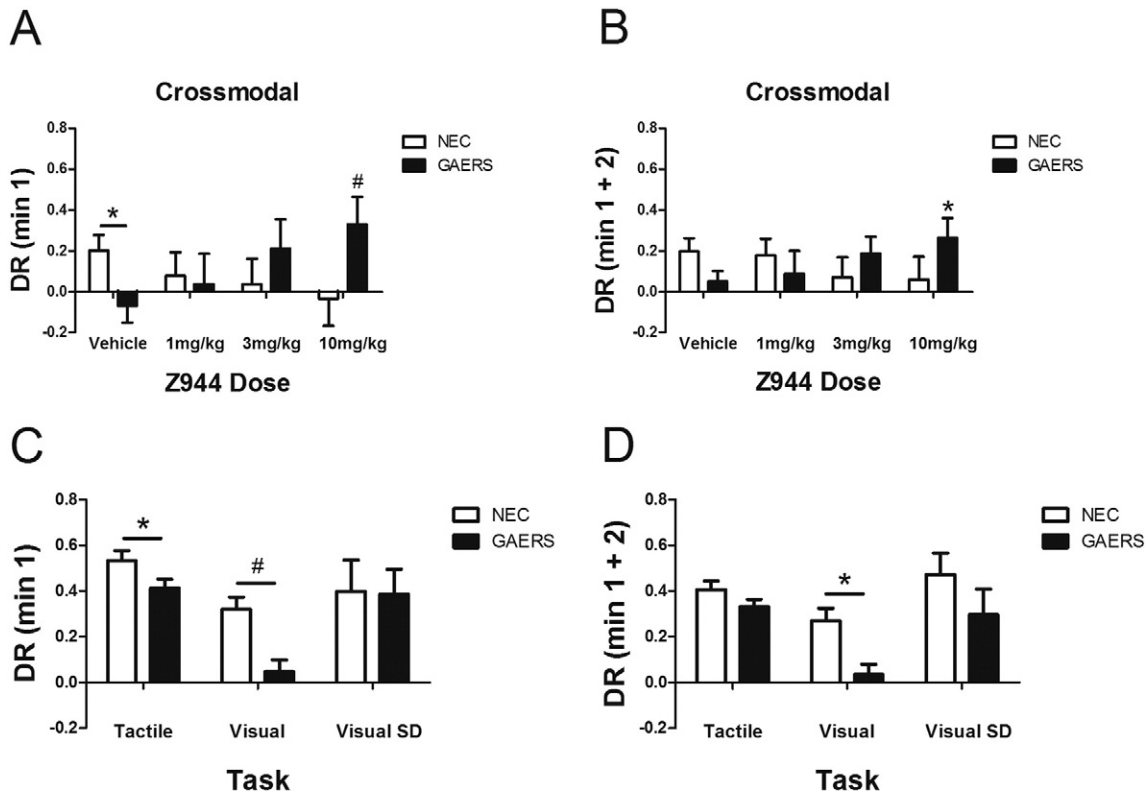 A
Crossmodal
DR (min 1)
0.8
0.6
0.4
0.2
0.0
-0.2
*
#
NEC
GAERS
Vehicle 1mg/kg 3mg/kg 10mg/kg
Z944 Dose
B
Crossmodal
DR (min 1 + 2)
0.8
0.6
0.4
0.2
0.0
-0.2
*
NEC
GAERS
Vehicle 1mg/kg 3mg/kg 10mg/kg
Z944 Dose
C
DR (min 1)
0.8
0.6
0.4
0.2
0.0
-0.2
*
#
NEC
GAERS
Tactile Visual Visual SD
Task
D
DR (min 1 + 2)
0.8
0.6
0.4
0.2
0.0
-0.2
*
NEC
GAERS
Tactile Visual Visual SD
Task